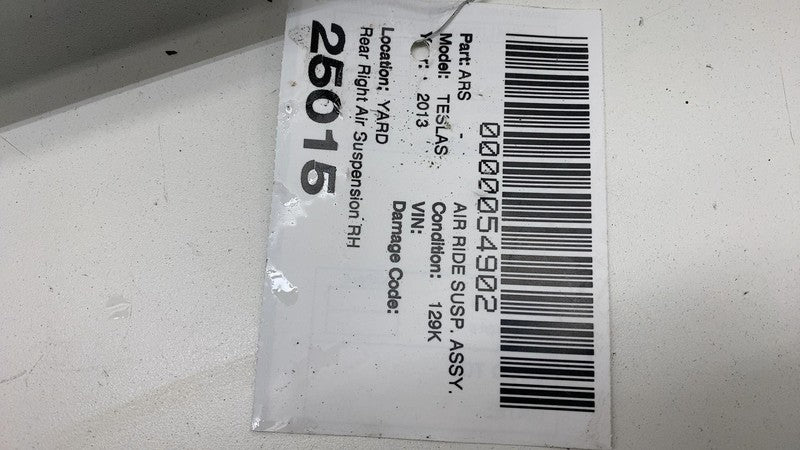 0000054902
Part: ARS - AIR RIDE SUSP. ASSY.
Model: TESLAS Condition: 129K
2013 VIN:
Damage Code:
Location: YARD
Rear Right Air Suspension RH
25015